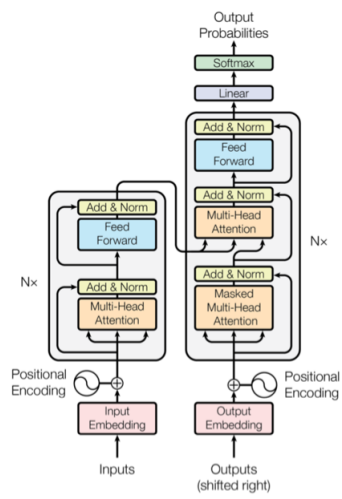 Output
Probabilities
Softmax
Linear
Add & Norm
Feed
Forward
Add & Norm
Multi-Head
Attention
Add & Norm
Masked
Multi-Head
Attention
Nx
Add & Norm
Feed
Forward
Add & Norm
Multi-Head
Attention
Nx
Positional
Encoding
Positional
Encoding
Input
Embedding
Output
Embedding
Inputs
Outputs
(shifted right)